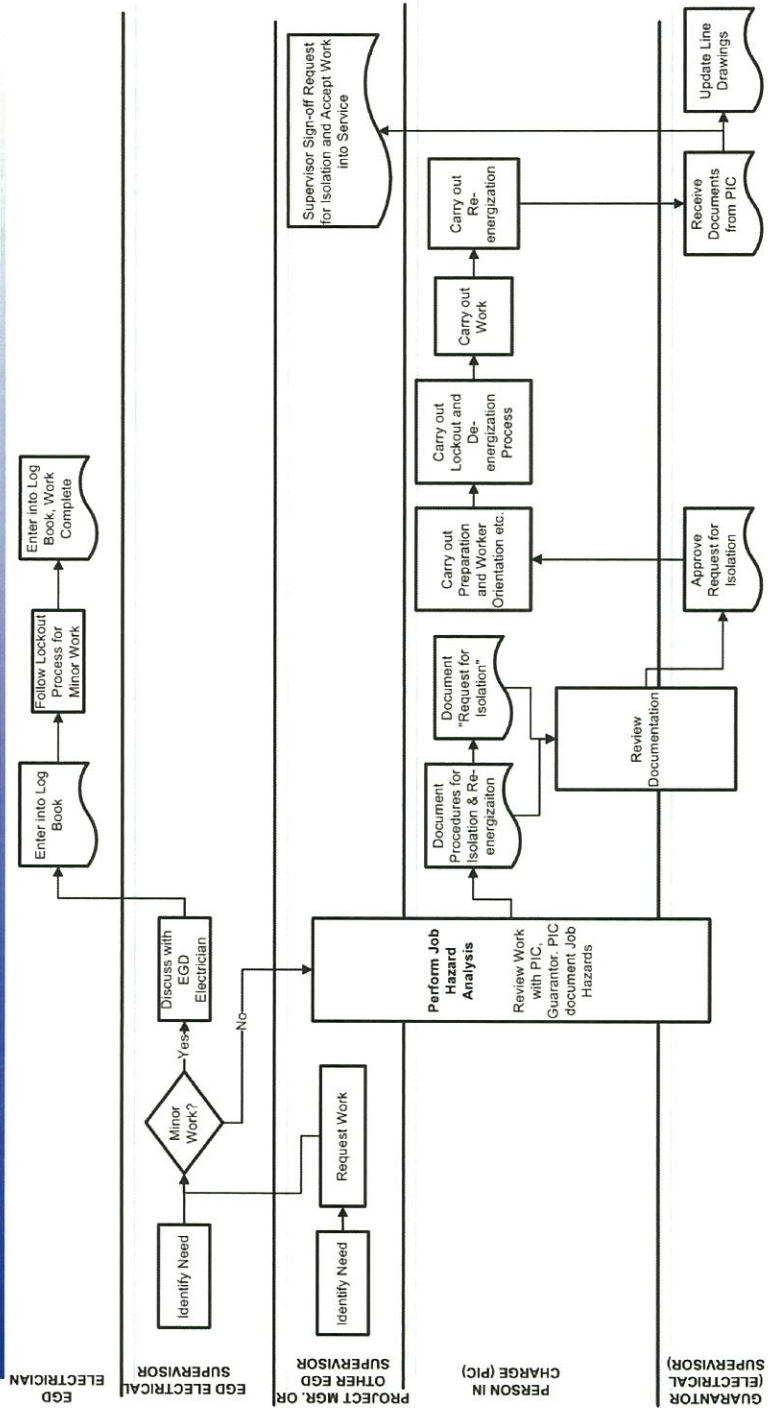 EGD
ELECTRICIAN
Enter into Log
Book
Follow Lockout
Process for
Minor Work
Enter into Log
Book, Work
Complete
EGD ELECTRICAL
SUPERVISOR
Identify Need
Minor
Work?
Yes
No
Discuss with
EGD
Electrician
PROJECT MGR. OR
OTHER EGD
SUPERVISOR
Identify Need
Request Work
Supervisor Sign-off Request
for Isolation and Accept Work
into Service
PERSON IN
CHARGE (PIC)
Perform Job
Hazard
Analysis
Review Work
with PIC,
Guarantor. PIC
document Job
Hazards
Document
Procedures for
Isolation & Re-
energizaiton
Document
"Request for
Isolation"
Carry out
Preparation
and Worker
Orientation etc.
Carry out
Lockout and
De-
energization
Process
Carry out
Work
Carry out
Re-
energization
GUARANTOR
(ELECTRICAL
SUPERVISOR)
Review
Documentation
Approve
Request for
Isolation
Receive
Documents
from PIC
Update Line
Drawings